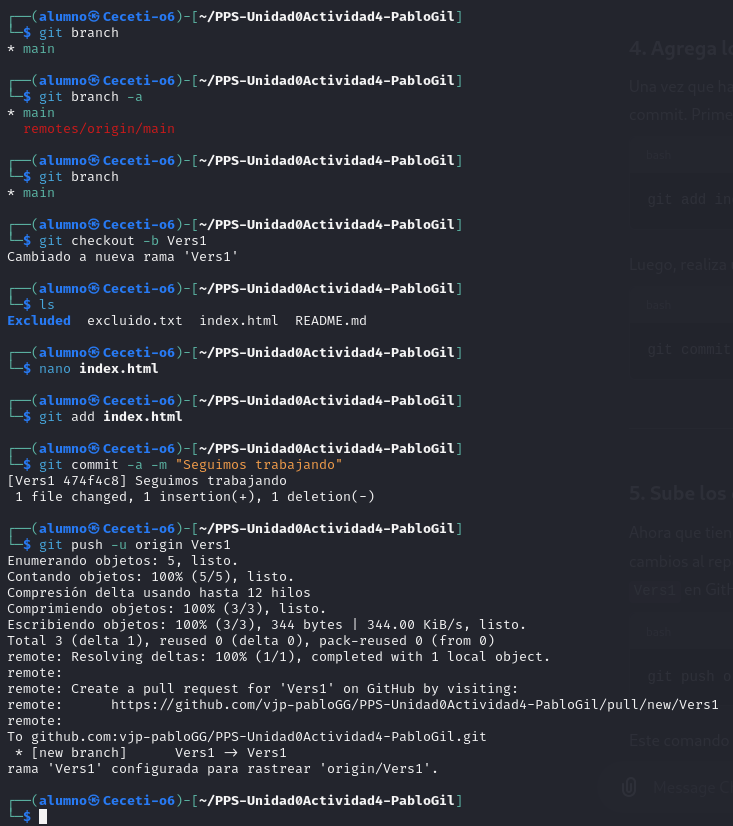 ┌──(alumno㉿Ceceti-o6)-[~/PPS-Unidad0Actividad4-PabloGil]
└─$ git branch
* main
┌──(alumno㉿Ceceti-o6)-[~/PPS-Unidad0Actividad4-PabloGil]
└─$ git branch -a
* main
  remotes/origin/main
┌──(alumno㉿Ceceti-o6)-[~/PPS-Unidad0Actividad4-PabloGil]
└─$ git branch
* main
┌──(alumno㉿Ceceti-o6)-[~/PPS-Unidad0Actividad4-PabloGil]
└─$ git checkout -b Vers1
Cambiado a nueva rama 'Vers1'
┌──(alumno㉿Ceceti-o6)-[~/PPS-Unidad0Actividad4-PabloGil]
└─$ ls
Excluded  excluido.txt  index.html  README.md
┌──(alumno㉿Ceceti-o6)-[~/PPS-Unidad0Actividad4-PabloGil]
└─$ nano index.html
┌──(alumno㉿Ceceti-o6)-[~/PPS-Unidad0Actividad4-PabloGil]
└─$ git add index.html
┌──(alumno㉿Ceceti-o6)-[~/PPS-Unidad0Actividad4-PabloGil]
└─$ git commit -a -m "Seguimos trabajando"
[Vers1 474f4c8] Seguimos trabajando
 1 file changed, 1 insertion(+), 1 deletion(-)
┌──(alumno㉿Ceceti-o6)-[~/PPS-Unidad0Actividad4-PabloGil]
└─$ git push -u origin Vers1
Enumerando objetos: 5, listo.
Contando objetos: 100% (5/5), listo.
Compresión delta usando hasta 12 hilos
Comprimiendo objetos: 100% (3/3), listo.
Escribiendo objetos: 100% (3/3), 344 bytes | 344.00 KiB/s, listo.
Total 3 (delta 1), reused 0 (delta 0), pack-reused 0 (from 0)
remote: Resolving deltas: 100% (1/1), completed with 1 local object.
remote:
remote: Create a pull request for 'Vers1' on GitHub by visiting:
remote:      https://github.com/vjp-pabloGG/PPS-Unidad0Actividad4-PabloGil/pull/new/Vers1
remote:
To github.com:vjp-pabloGG/PPS-Unidad0Actividad4-PabloGil.git
 * [new branch]      Vers1 -> Vers1
rama 'Vers1' configurada para rastrear 'origin/Vers1'.
┌──(alumno㉿Ceceti-o6)-[~/PPS-Unidad0Actividad4-PabloGil]
└─$
4. Agrega
Una vez que
commit.
bash
git add
Luego, realiza
bash
git commit
5. Sube los
Ahora que
cambios al
Vers1 en
bash
git push
Este comando
Message